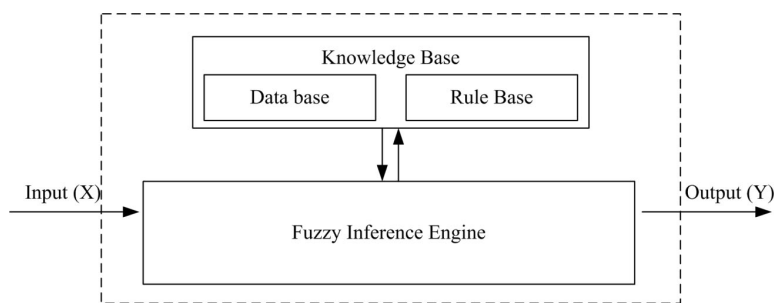 Knowledge Base
Data base
Rule Base
Input (X)
Output (Y)
Fuzzy Inference Engine